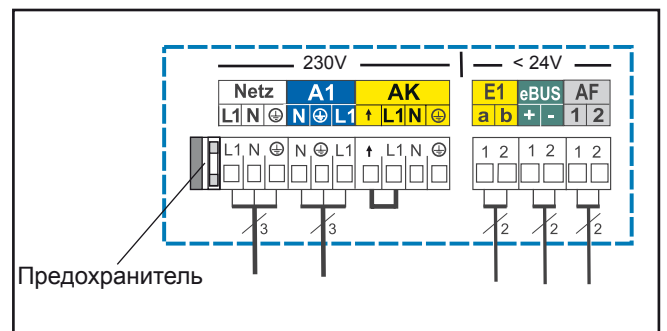 230V < 24V
Netz A1 AK E1 eBUS AF
L1 N ⏚ N ⏚ L1 ↑ L1 N ⏚ a b + - 1 2
L1 N ⏚ N ⏚ L1 ↑ L1 N ⏚ 1 2 1 2 1 2
3 3 2 2 2
Предохранитель